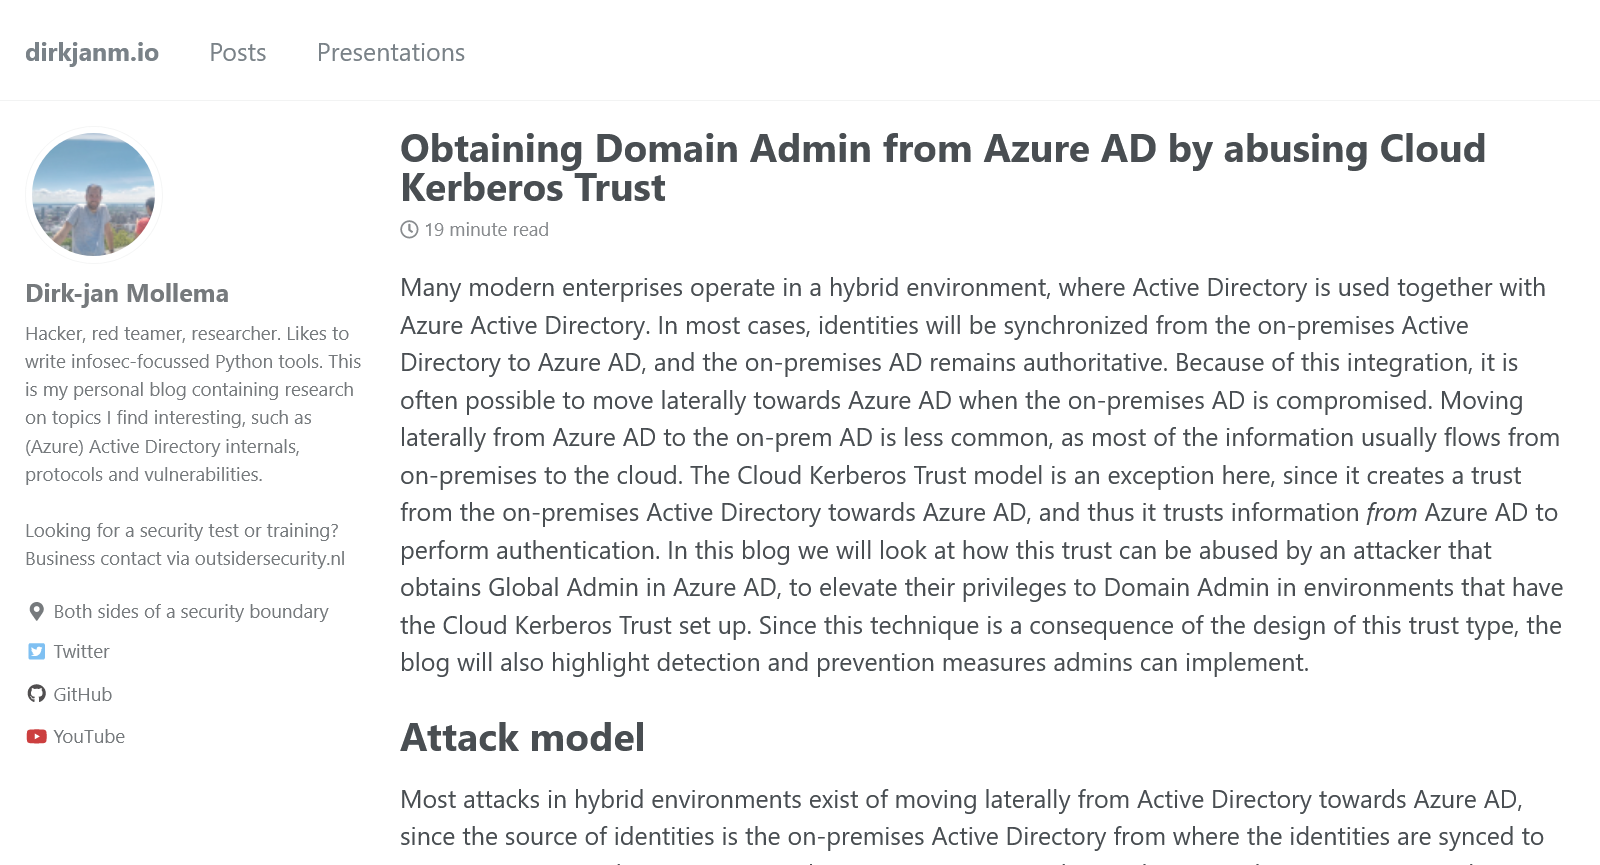 dirkjanm.io
Posts
Presentations
Dirk-jan Mollema
Hacker, red teamer, researcher. Likes to
write infosec-focussed Python tools. This
is my personal blog containing research
on topics I find interesting, such as
(Azure) Active Directory internals,
protocols and vulnerabilities.
Looking for a security test or training?
Business contact via outsidersecurity.nl
Both sides of a security boundary
Twitter
GitHub
YouTube
Obtaining Domain Admin from Azure AD by abusing Cloud
Kerberos Trust
19 minute read
Many modern enterprises operate in a hybrid environment, where Active Directory is used together with
Azure Active Directory. In most cases, identities will be synchronized from the on-premises Active
Directory to Azure AD, and the on-premises AD remains authoritative. Because of this integration, it is
often possible to move laterally towards Azure AD when the on-premises AD is compromised. Moving
laterally from Azure AD to the on-prem AD is less common, as most of the information usually flows from
on-premises to the cloud. The Cloud Kerberos Trust model is an exception here, since it creates a trust
from the on-premises Active Directory towards Azure AD, and thus it trusts information from Azure AD to
perform authentication. In this blog we will look at how this trust can be abused by an attacker that
obtains Global Admin in Azure AD, to elevate their privileges to Domain Admin in environments that have
the Cloud Kerberos Trust set up. Since this technique is a consequence of the design of this trust type, the
blog will also highlight detection and prevention measures admins can implement.
Attack model
Most attacks in hybrid environments exist of moving laterally from Active Directory towards Azure AD,
since the source of identities is the on-premises Active Directory from where the identities are synced to